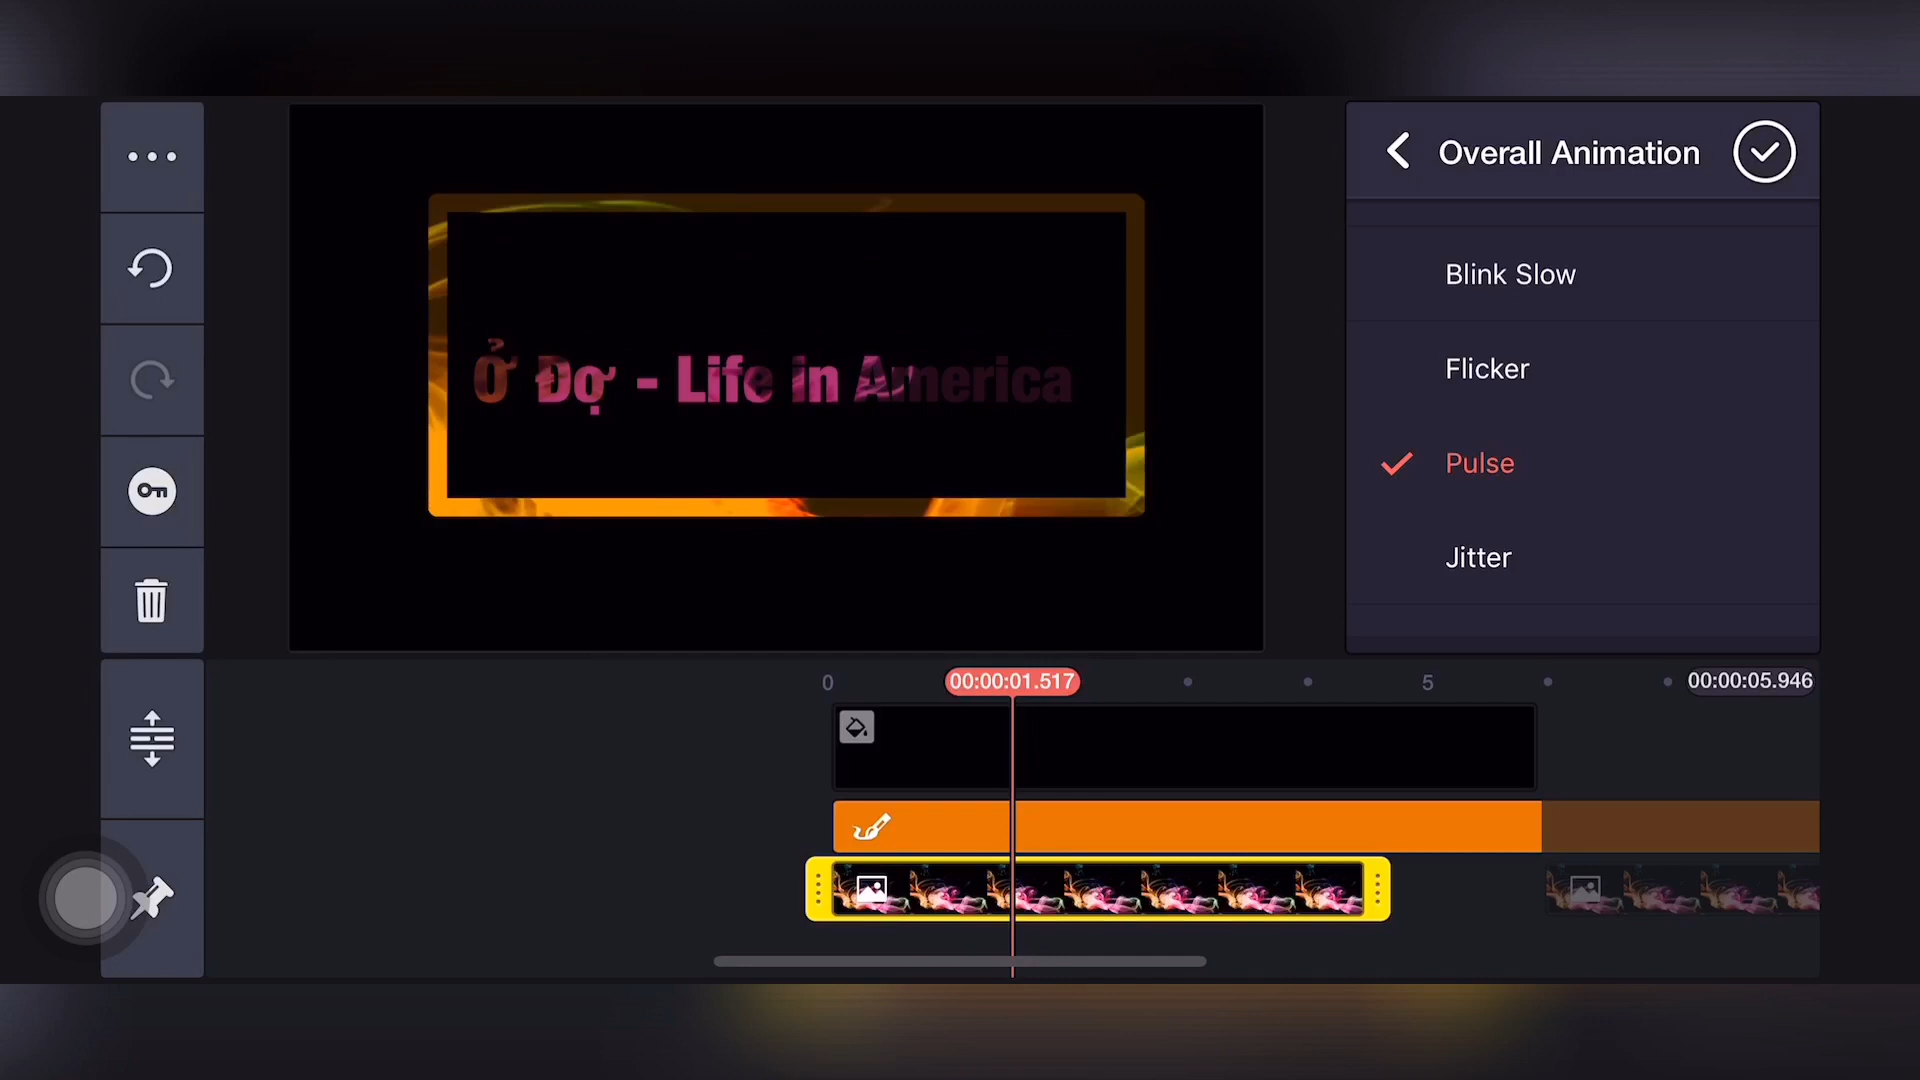 Overall Animation
Blink Slow
Flicker
Pulse
Jitter
Ở Đợ - Life in America
0
00:00:01.517
5
00:00:05.946